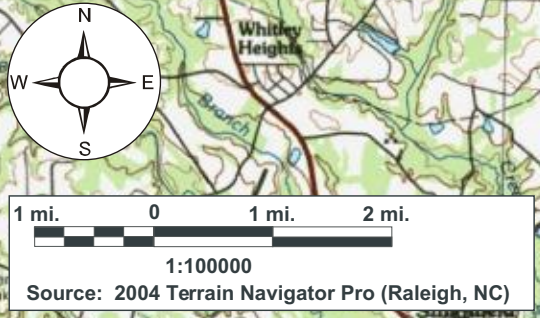 N
W E
S
Whitley
Heights
Branch
1 mi. 0 1 mi. 2 mi.
1:100000
Source: 2004 Terrain Navigator Pro (Raleigh, NC)